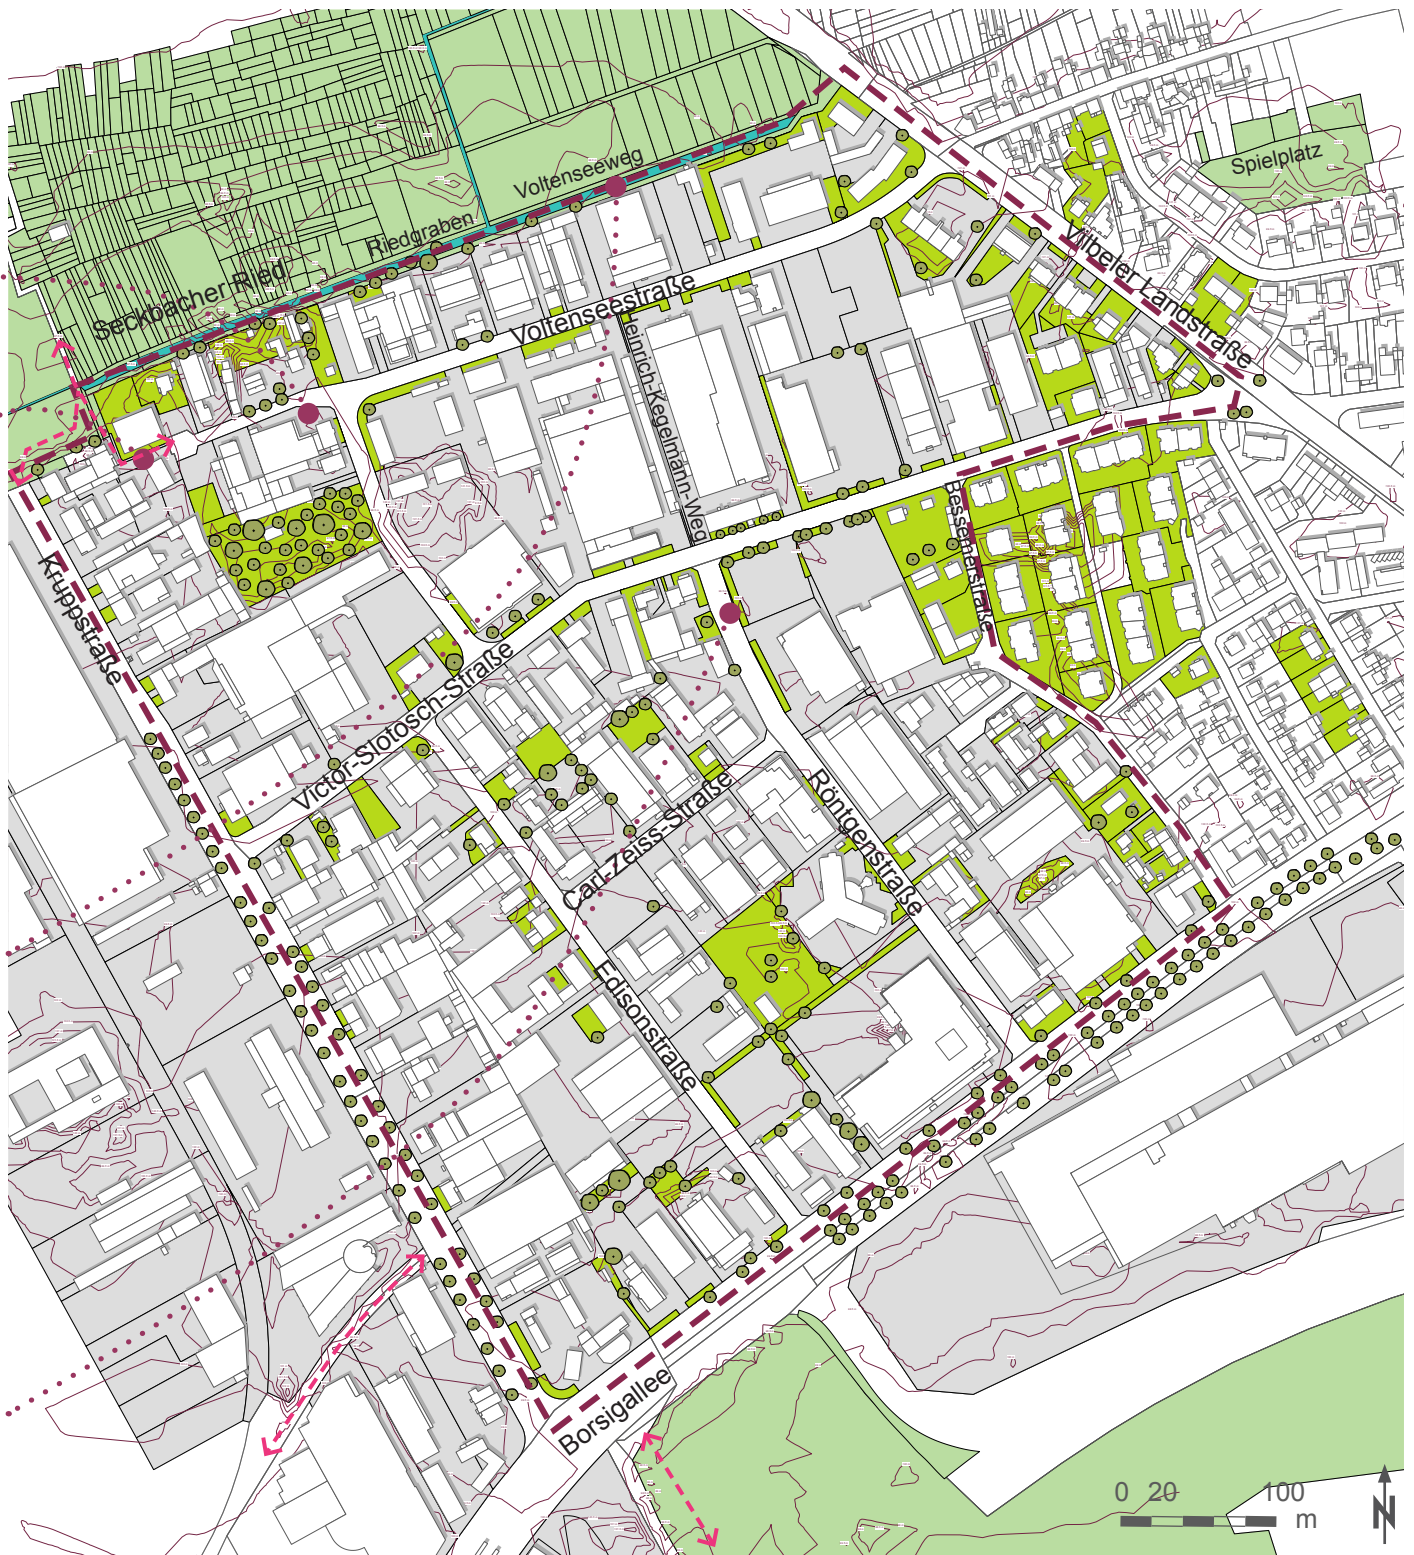 Spielplatz
Voltenseeweg
Riedgraben
Vilbeler Landstraße
Seckbacher Ried
Voltenseestraße
Heinrich-Kegelmann-Weg
Bessemerstraße
Kruppstraße
Victor-Slotosch-Straße
Carl-Zeiss-Straße
Röntgenstraße
Edisonstraße
Borsigallee
0 20 100
m
N